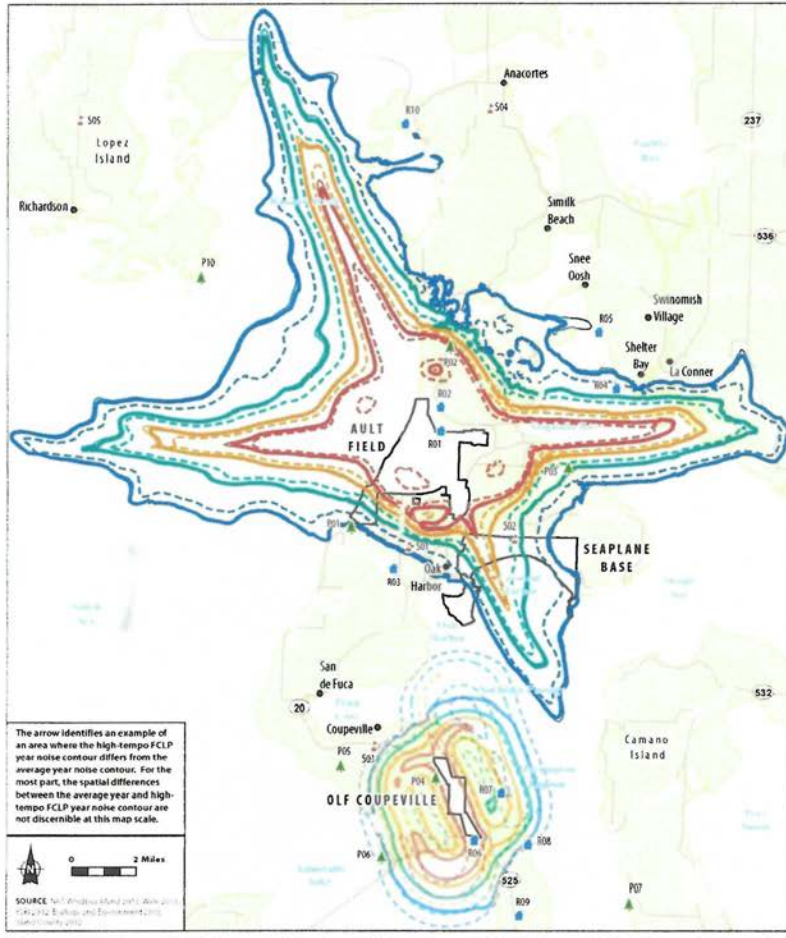 Anacortes
R10
S04
S05
237
Lopez
Island
Richardson
Similk
Beach
536
Snee
Oosh
P10
Swinomish
Village
R05
Shelter
Bay
La Conner
R04
R02
AULT
FIELD
R01
P03
P01
S02
S01
SEAPLANE
BASE
Oak
Harbor
R03
San
de Fuca
20
532
Coupeville
S03
Camano
Island
P05
P04
R07
OLF COUPEVILLE
R06
R08
P06
525
P07
R09
The arrow identifies an example of
an area where the high-tempo FCLP
year noise contour differs from the
average year noise contour. For the
most part, the spatial differences
between the average year and high-
tempo FCLP year noise contour are
not discernible at this map scale.
N
0 2 Miles
SOURCE